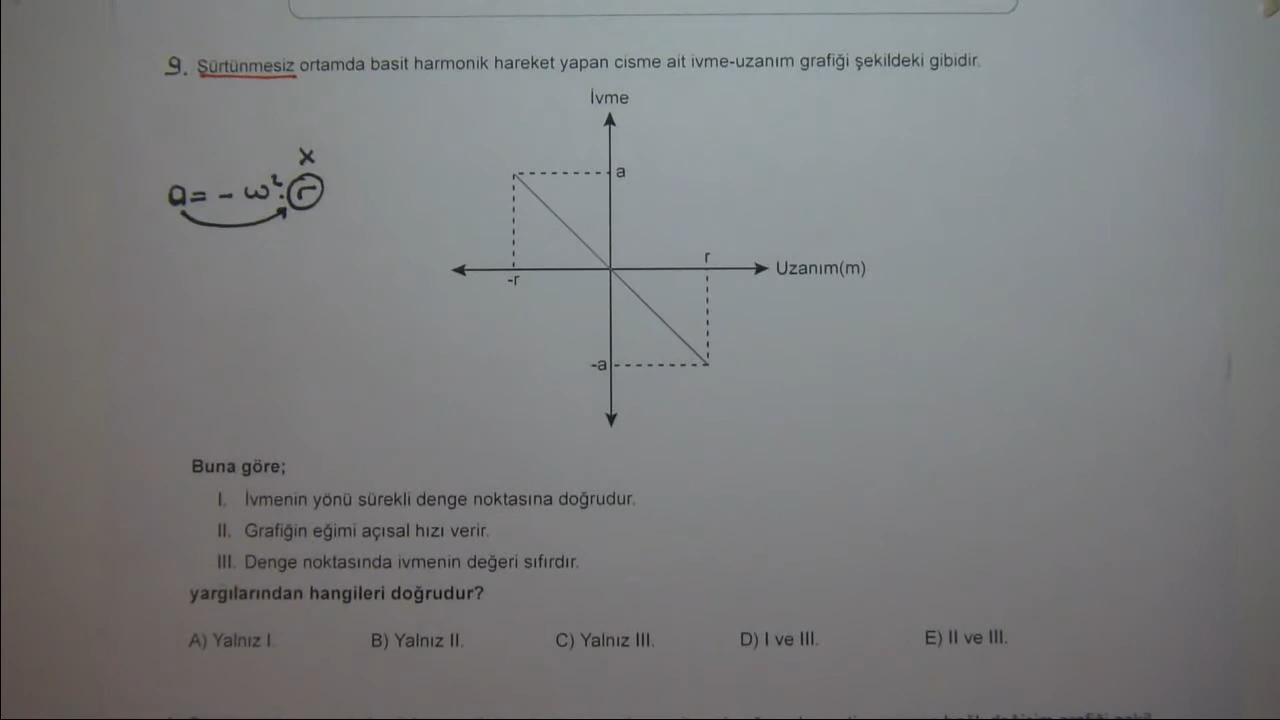 9. Sürtünmesiz ortamda basit harmonik hareket yapan cisme ait ivme-uzanım grafiği şekildeki gibidir.
İvme
x
a = - ω². r
a
r
Uzanım(m)
-r
-a
Buna göre;
I. İvmenin yönü sürekli denge noktasına doğrudur.
II. Grafiğin eğimi açısal hızı verir.
III. Denge noktasında ivmenin değeri sıfırdır.
yargılarından hangileri doğrudur?
A) Yalnız I. B) Yalnız II. C) Yalnız III. D) I ve III. E) II ve III.